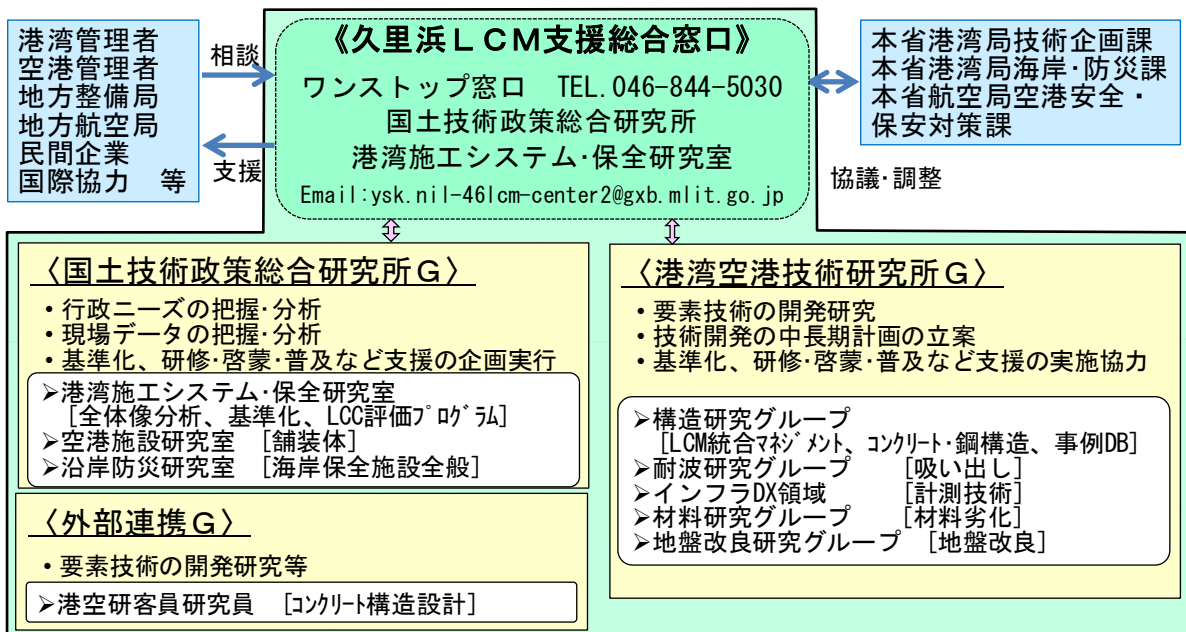 港湾管理者
空港管理者
地方整備局
地方航空局
民間企業
国際協力　等
相談
支援
《久里浜ＬＣＭ支援総合窓口》
ワンストップ窓口　TEL.046-844-5030
国土技術政策総合研究所
港湾施工システム･保全研究室
Email:ysk.nil-46lcm-center2@gxb.mlit.go.jp
本省港湾局技術企画課
本省港湾局海岸･防災課
本省航空局空港安全・
保安対策課
協議･調整
〈国土技術政策総合研究所Ｇ〉
・行政ニーズの把握･分析
・現場データの把握･分析
・基準化、研修･啓蒙･普及など支援の企画実行
➢港湾施工システム･保全研究室
[全体像分析、基準化、LCC評価ﾌﾟﾛｸﾞﾗﾑ]
➢空港施設研究室　[舗装体]
➢沿岸防災研究室　[海岸保全施設全般]
〈外部連携Ｇ〉
・要素技術の開発研究等
➢港空研客員研究員　[ｺﾝｸﾘｰﾄ構造設計]
〈港湾空港技術研究所Ｇ〉
・要素技術の開発研究
・技術開発の中長期計画の立案
・基準化、研修･啓蒙･普及など支援の実施協力
➢構造研究グループ
[LCM統合ﾏﾈｼﾞﾒﾝﾄ、ｺﾝｸﾘｰﾄ･鋼構造、事例DB]
➢耐波研究グループ　　[吸い出し]
➢インフラDX領域　　　[計測技術]
➢材料研究グループ　　[材料劣化]
➢地盤改良研究グループ　[地盤改良]